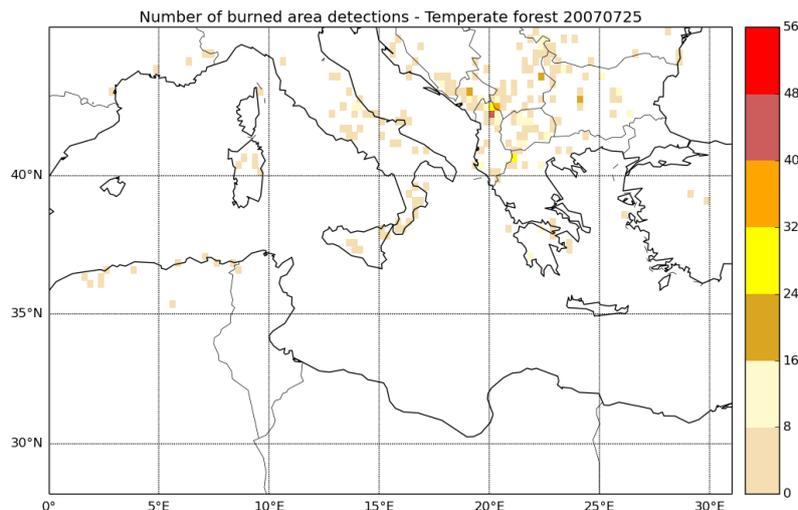 Number of burned area detections - Temperate forest 20070725
56
48
40
32
24
16
8
0
40°N
35°N
30°N
0°
5°E
10°E
15°E
20°E
25°E
30°E